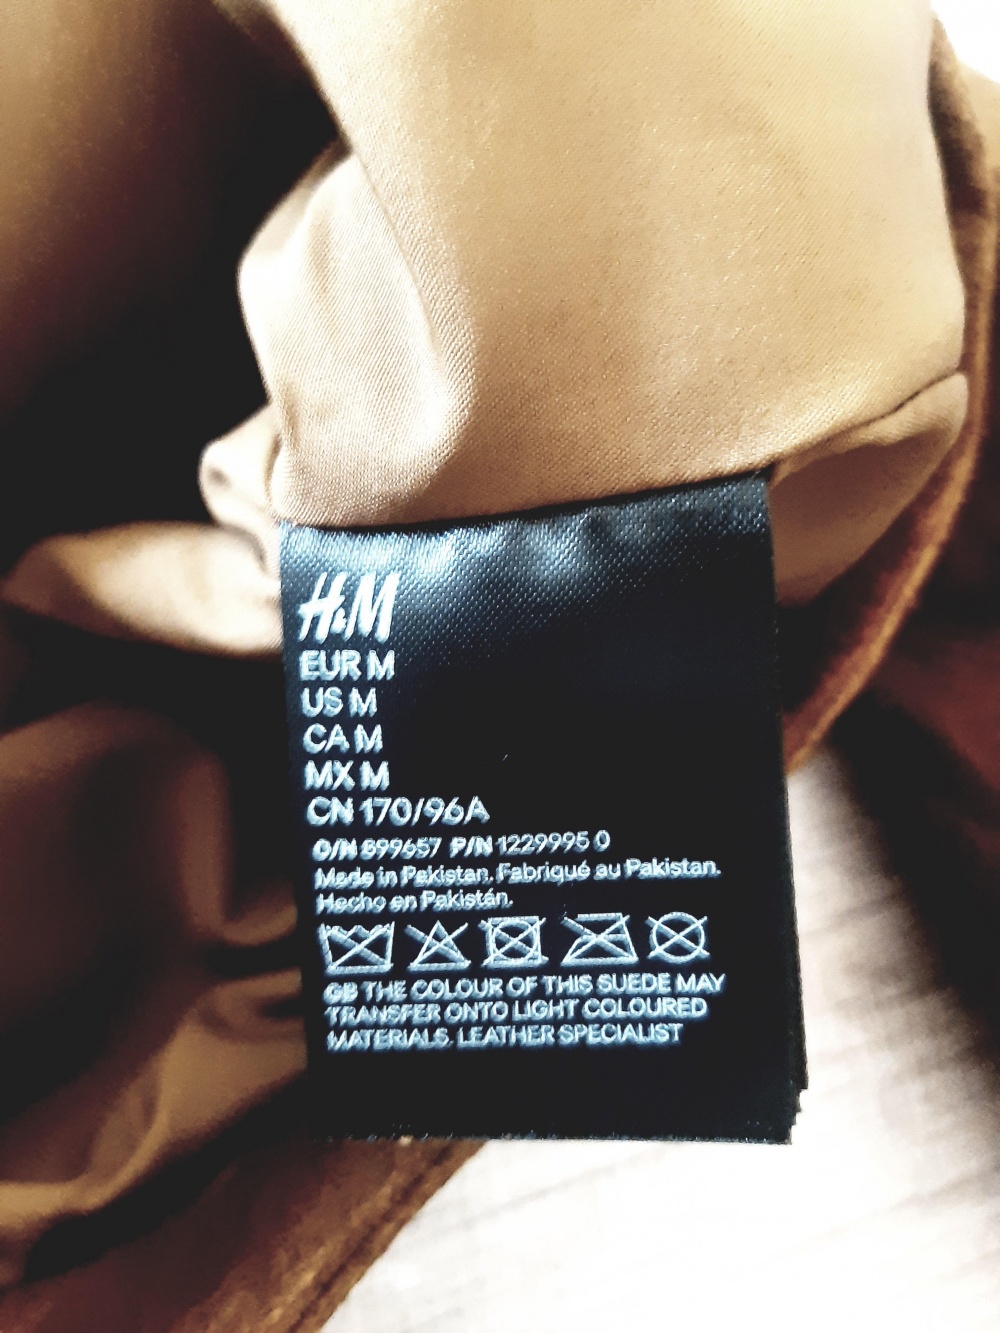 H&M
EUR M
US M
CA M
MX M
CN 170/96A
O/N 899657 P/N 1229995 0
Made in Pakistan. Fabriqué au Pakistan.
Hecho en Pakistán.
GB THE COLOUR OF THIS SUEDE MAY
TRANSFER ONTO LIGHT COLOURED
MATERIALS. LEATHER SPECIALIST